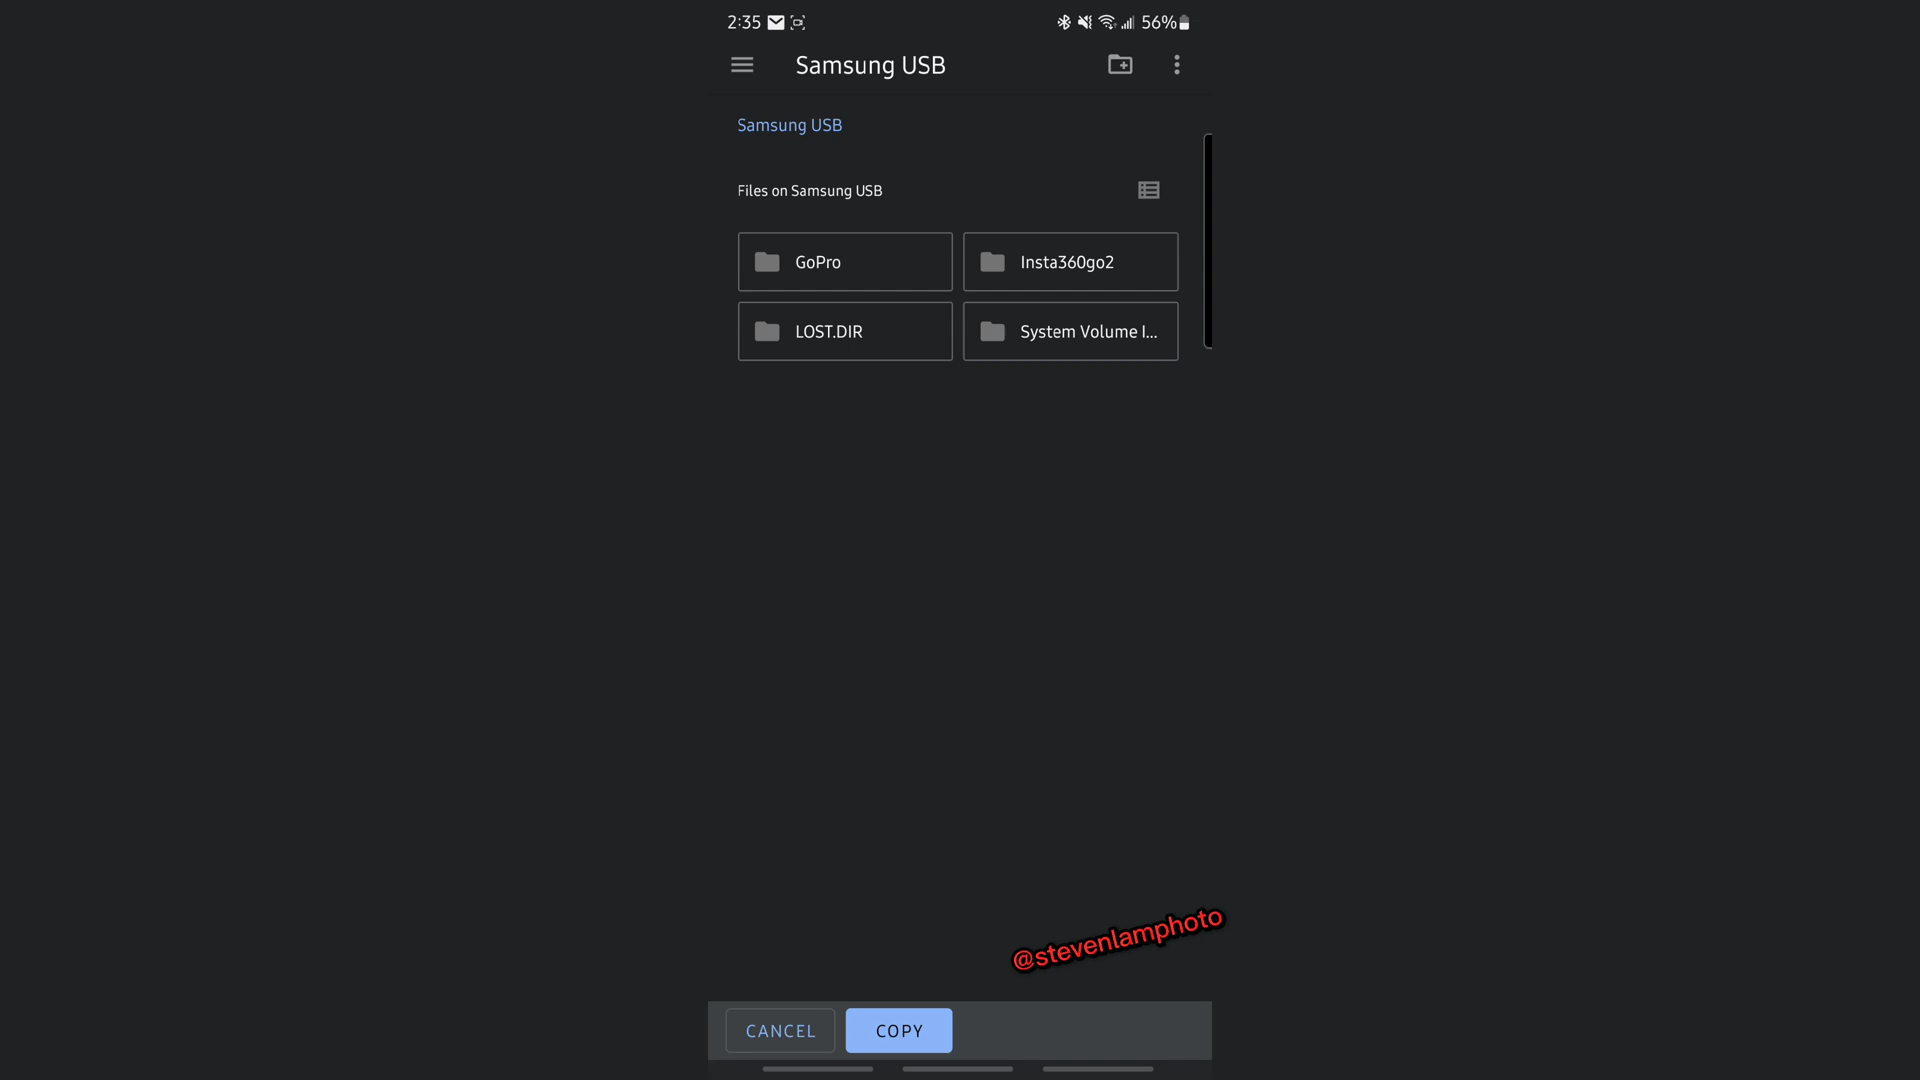 2:35
56%
Samsung USB
Samsung USB
Files on Samsung USB
GoPro
Insta360go2
LOST.DIR
System Volume I...
@stevenlamphoto
CANCEL
COPY